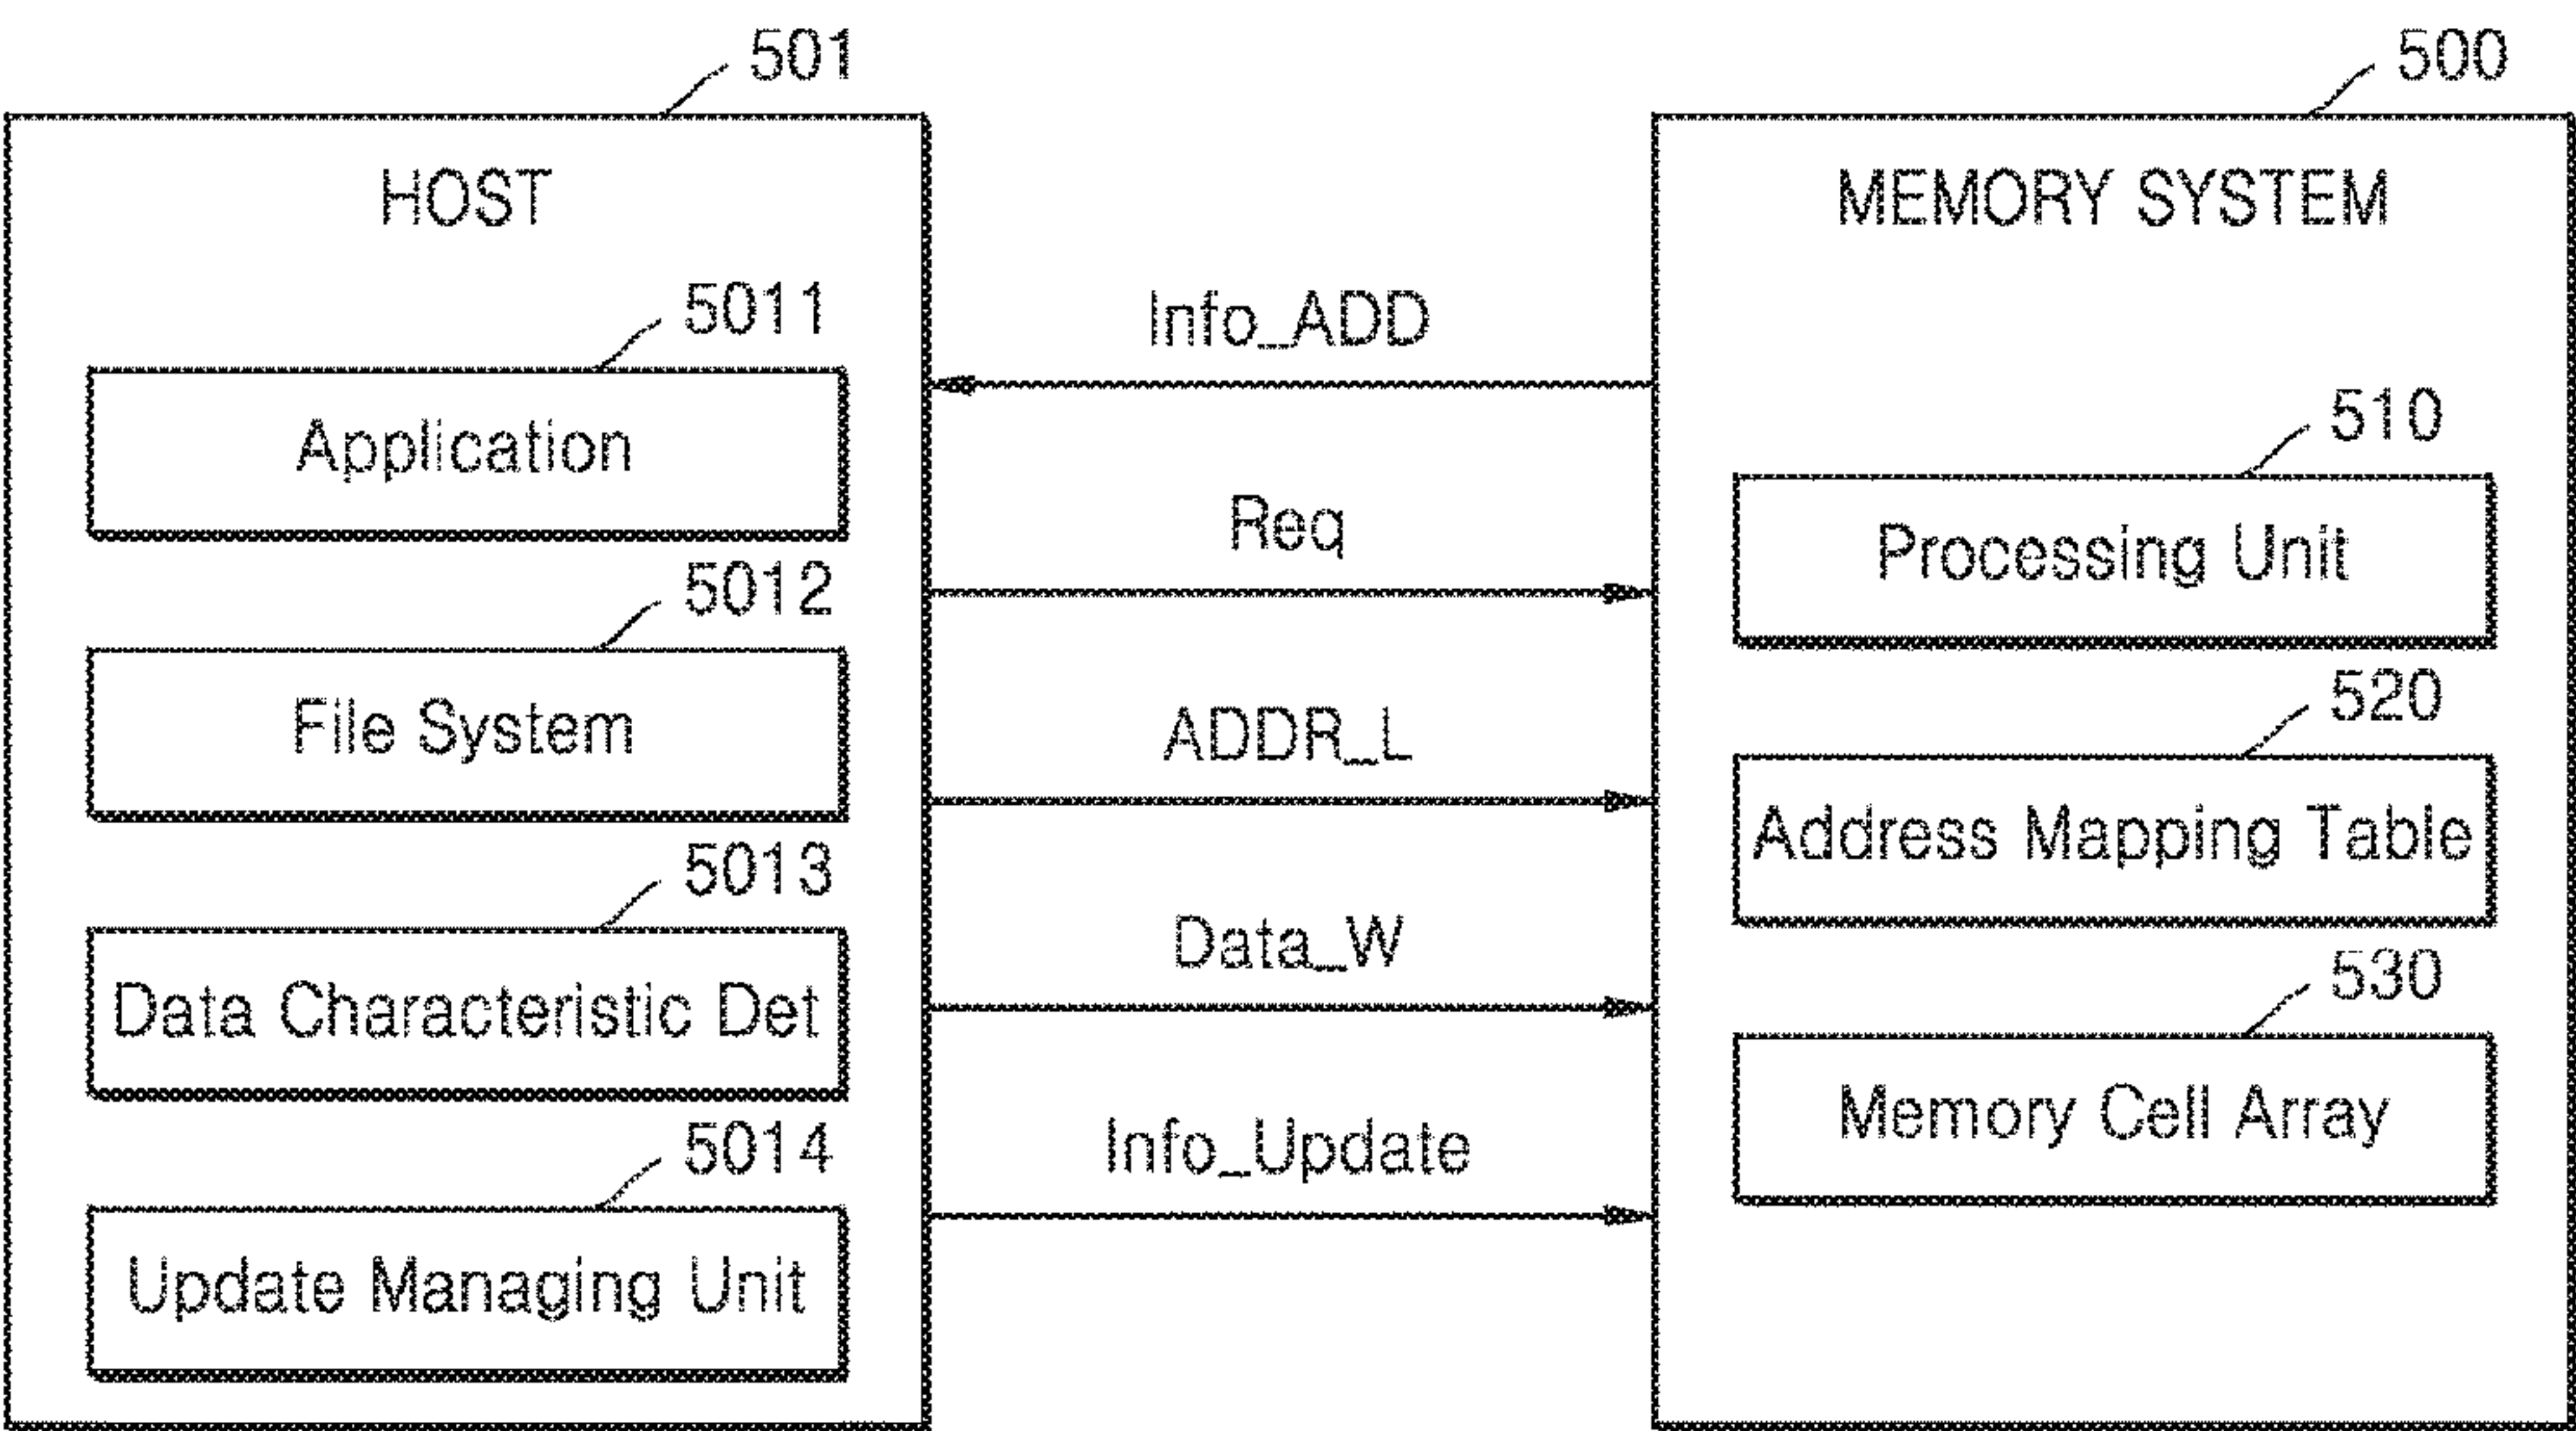 501
HOST
5011
Application
5012
File System
5013
Data Characteristic Det
5014
Update Managing Unit
Info_ADD
Req
ADDR_L
Data_W
Info_Update
500
MEMORY SYSTEM
510
Processing Unit
520
Address Mapping Table
530
Memory Cell Array